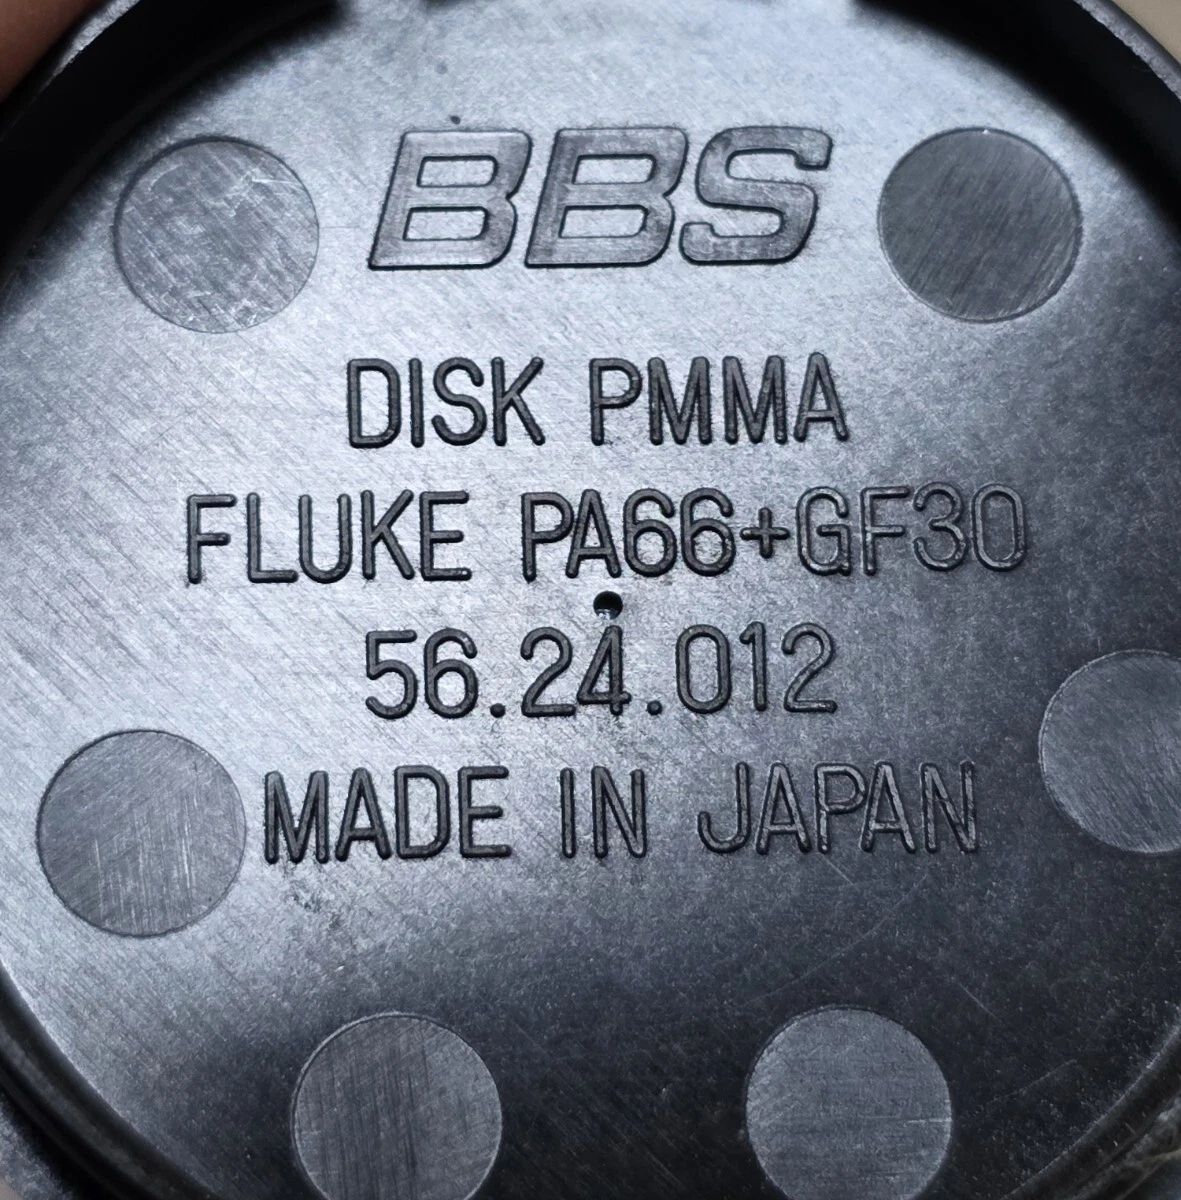 BBS
DISK PMMA
FLUKE PA66+GF30
56.24.012
MADE IN JAPAN